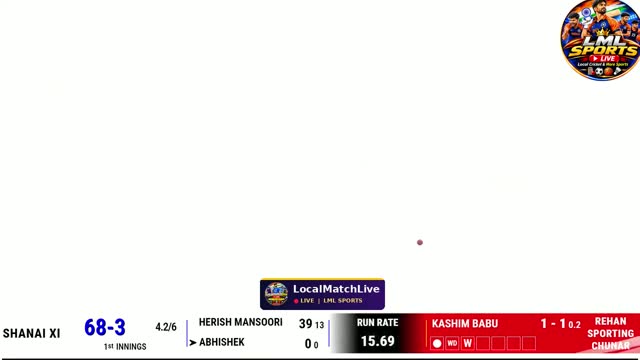 LML
SPORTS
LIVE
Local Cricket & More Sports
LocalMatchLive
LIVE | LML SPORTS
SHANAI XI
68-3
1st INNINGS
4.2/6
HERISH MANSOORI 39 13
ABHISHEK 0 0
RUN RATE
15.69
KASHIM BABU 1 - 1 0.2
WD W
REHAN
SPORTING
CHUNAR